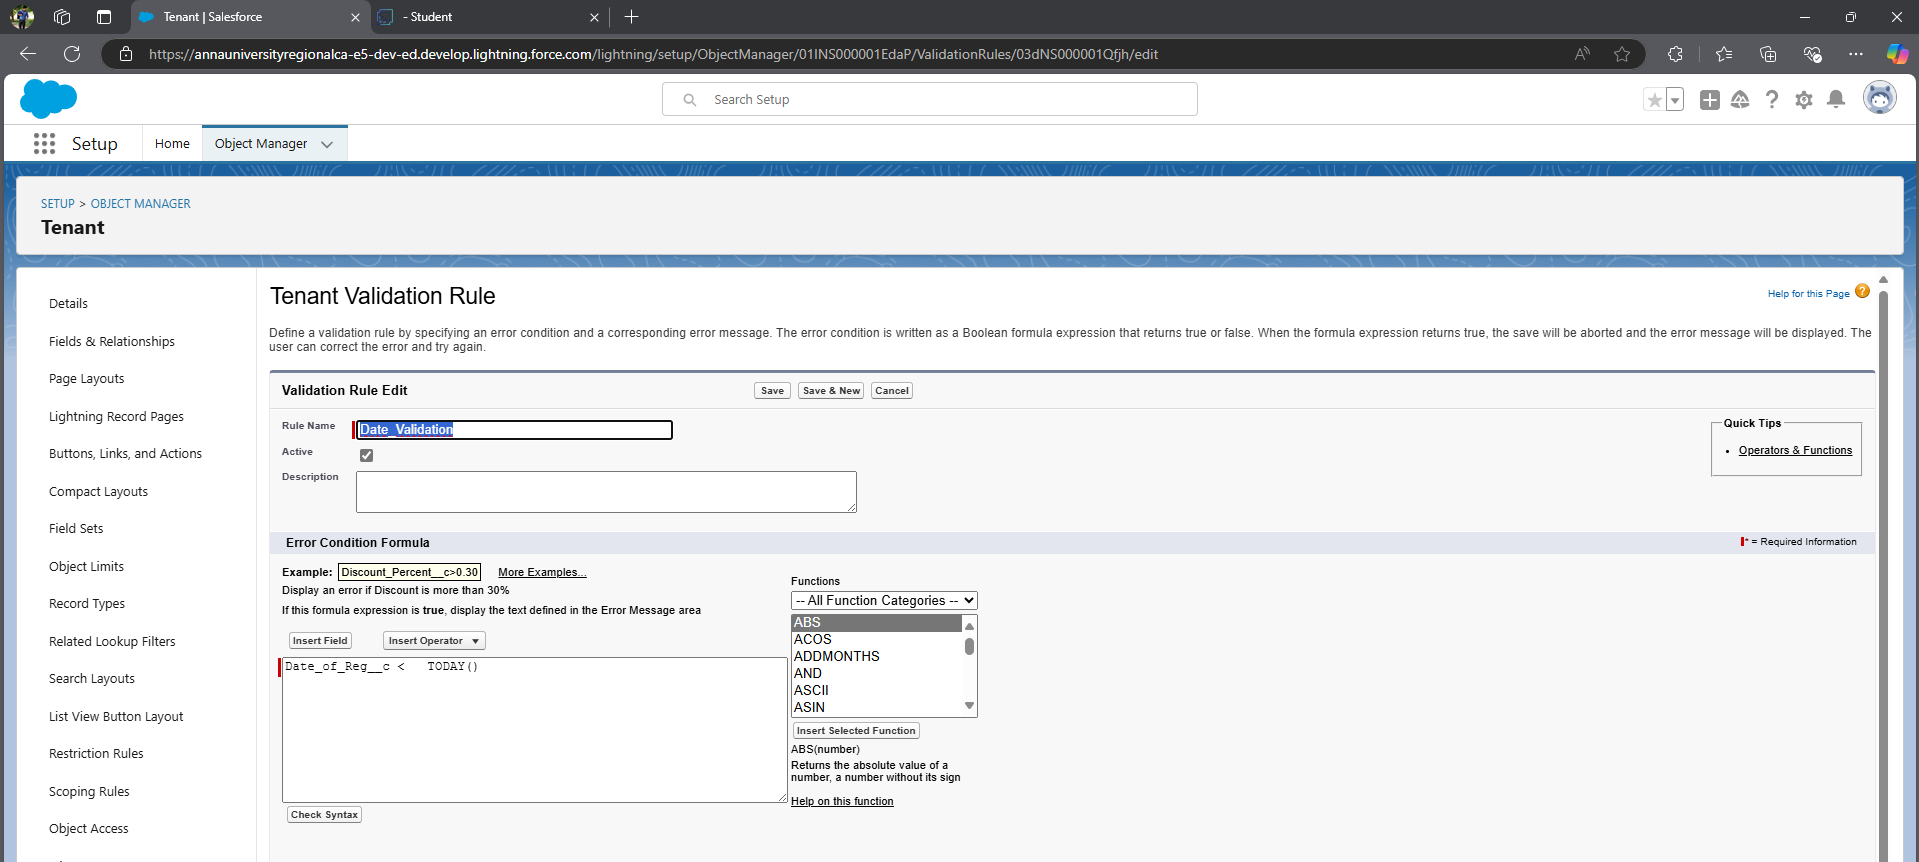 Tenant | Salesforce
- Student
https://annauniversityregionalca-e5-dev-ed.develop.lightning.force.com/lightning/setup/ObjectManager/01INS000001EdaP/ValidationRules/03dNS000001Qfjh/edit
Search Setup
Setup
Home
Object Manager
SETUP > OBJECT MANAGER
Tenant
Details
Fields & Relationships
Page Layouts
Lightning Record Pages
Buttons, Links, and Actions
Compact Layouts
Field Sets
Object Limits
Record Types
Related Lookup Filters
Search Layouts
List View Button Layout
Restriction Rules
Scoping Rules
Object Access
Tenant Validation Rule
Help for this Page
Define a validation rule by specifying an error condition and a corresponding error message. The error condition is written as a Boolean formula expression that returns true or false. When the formula expression returns true, the save will be aborted and the error message will be displayed. The
user can correct the error and try again.
Validation Rule Edit
Save
Save & New
Cancel
Rule Name
Date_Validation
Active
Description
Quick Tips
• Operators & Functions
Error Condition Formula
* = Required Information
Example: Discount_Percent__c>0.30 More Examples...
Display an error if Discount is more than 30%
If this formula expression is true, display the text defined in the Error Message area
Insert Field
Insert Operator
Date_of_Reg__c <   TODAY()
Check Syntax
Functions
-- All Function Categories --
ABS
ACOS
ADDMONTHS
AND
ASCII
ASIN
Insert Selected Function
ABS(number)
Returns the absolute value of a
number, a number without its sign
Help on this function